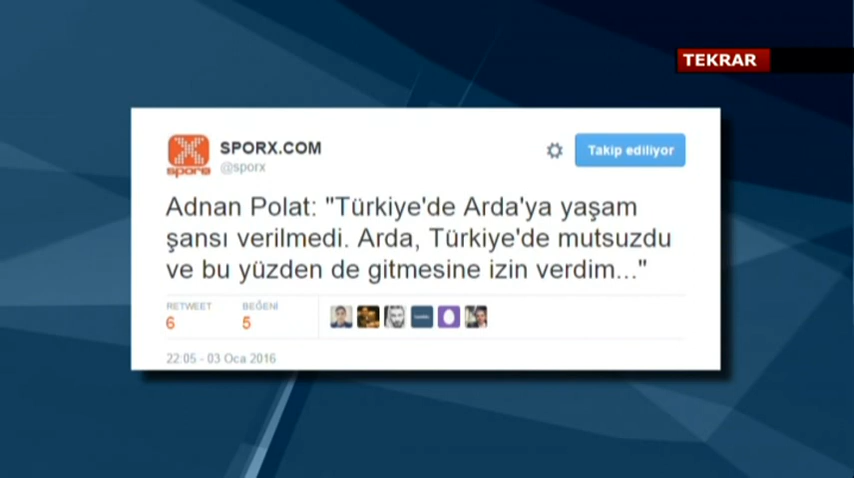 TEKRAR
SPORX.COM
sporx
@sporx
Takip ediliyor
Adnan Polat: "Türkiye'de Arda'ya yaşam
şansı verilmedi. Arda, Türkiye'de mutsuzdu
ve bu yüzden de gitmesine izin verdim..."
RETWEET BEĞENİ
6 5
22:05 - 03 Oca 2016